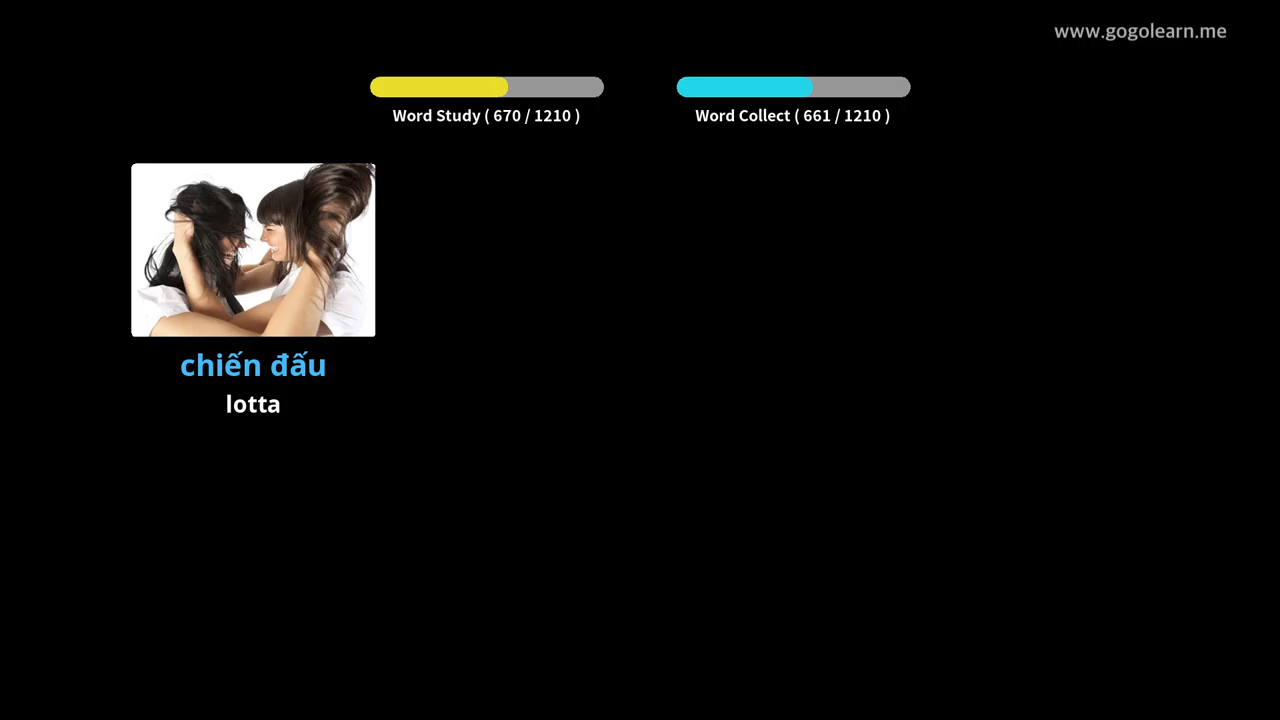 www.gogolearn.me
Word Study ( 670 / 1210 )
Word Collect ( 661 / 1210 )
chiến đấu
lotta